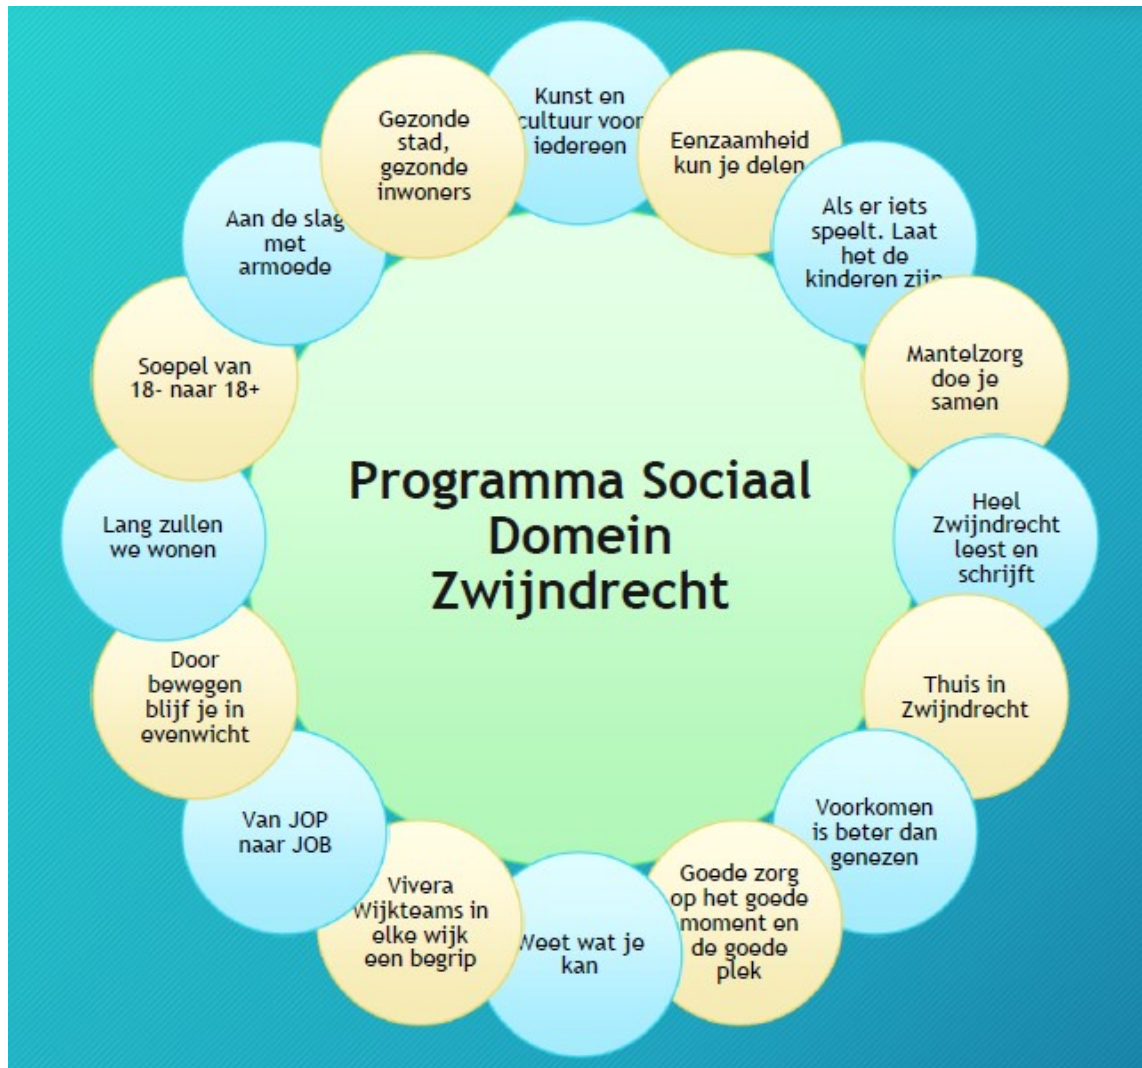 Kunst en
cultuur voor
iedereen
Eenzaamheid
kun je delen
Als er iets
speelt. Laat
het de
kinderen zijn
Mantelzorg
doe je
samen
Heel
Zwijndrecht
leest en
schrijft
Thuis in
Zwijndrecht
Voorkomen
is beter dan
genezen
Goede zorg
op het goede
moment en
de goede
plek
Weet wat je
kan
Vivera
Wijkteams in
elke wijk
een begrip
Van JOP
naar JOB
Door
bewegen
blijf je in
evenwicht
Lang zullen
we wonen
Soepel van
18- naar 18+
Aan de slag
met
armoede
Gezonde
stad,
gezonde
inwoners
Programma Sociaal
Domein
Zwijndrecht